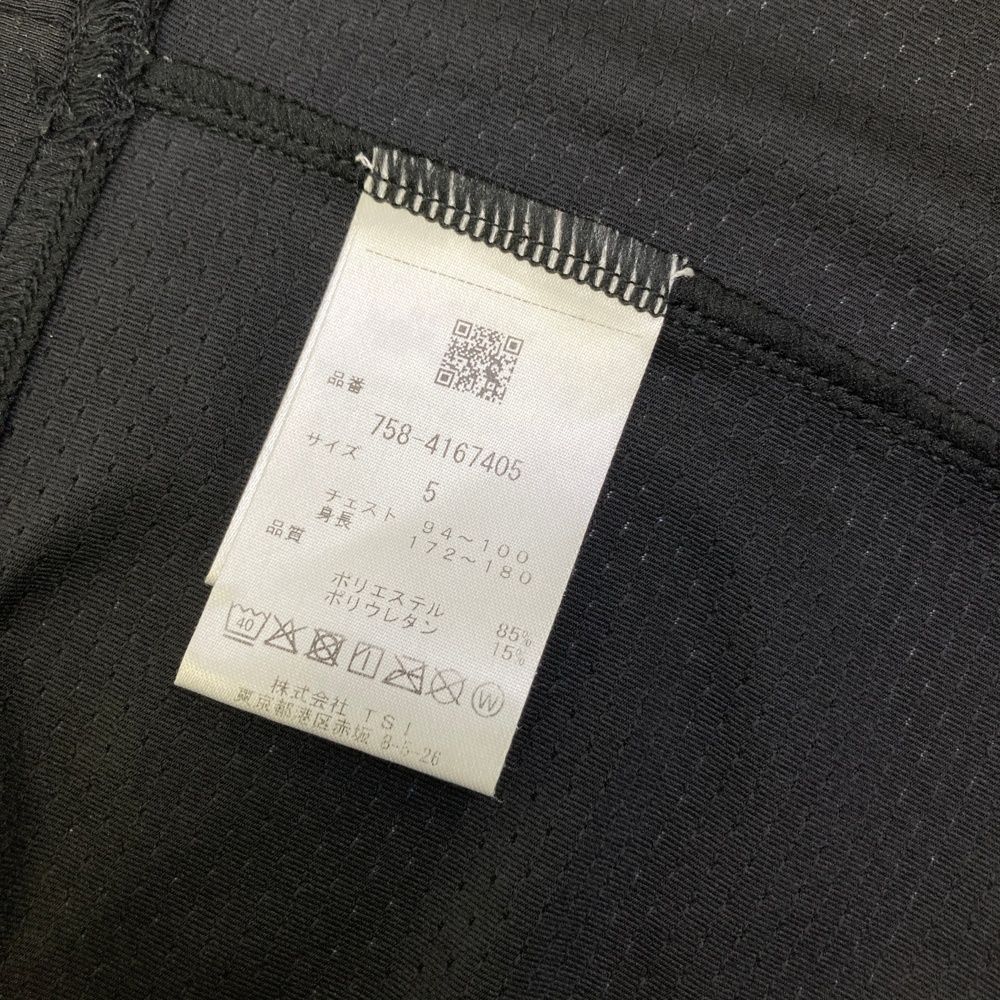 品番
758-4167405
サイズ
5
チェスト 94～100
身長 172～180
品質
ポリエステル 85%
ポリウレタン 15%
40
W
株式会社 TSI
東京都港区赤坂 8-5-26